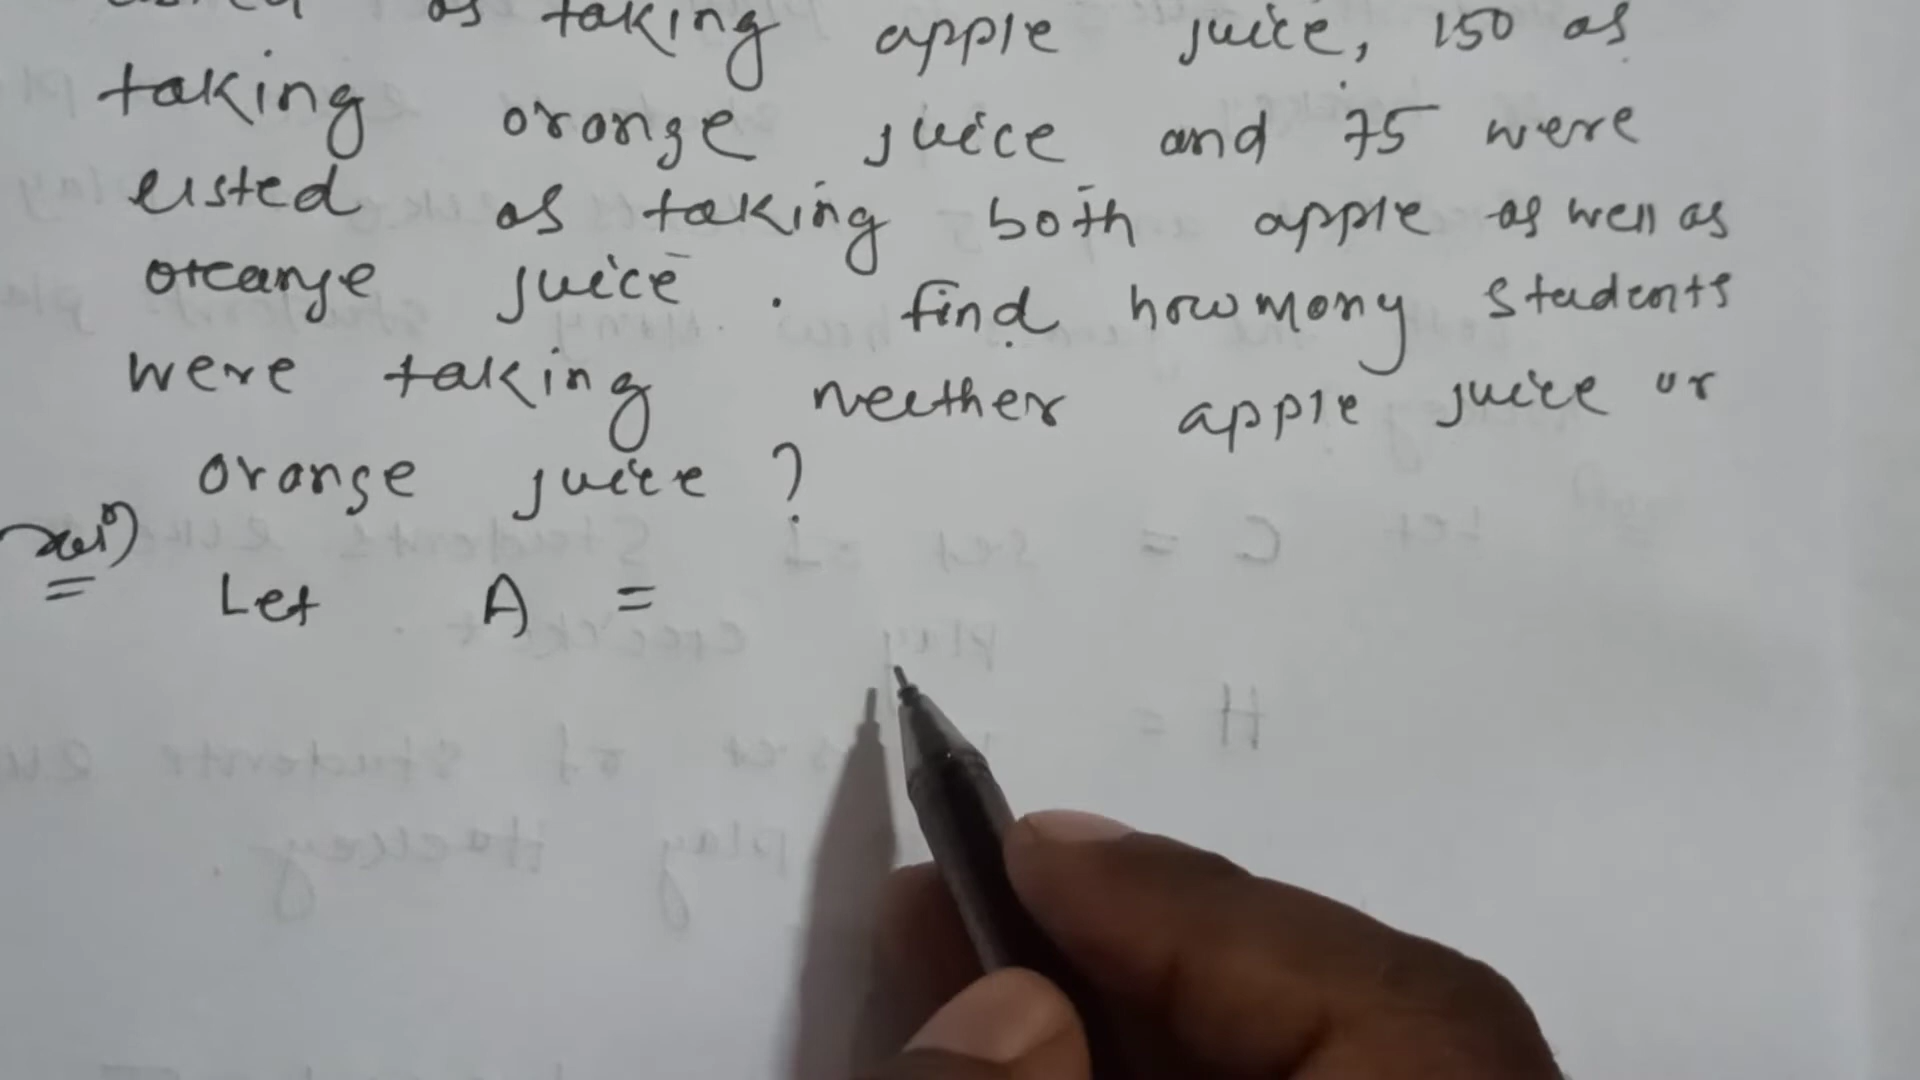 as taking apple juice, 150 as
taking orange juice and 75 were
listed as taking both apple as well as
orange juice. find how many students
were taking neither apple juice or
orange juice ?
Let A =